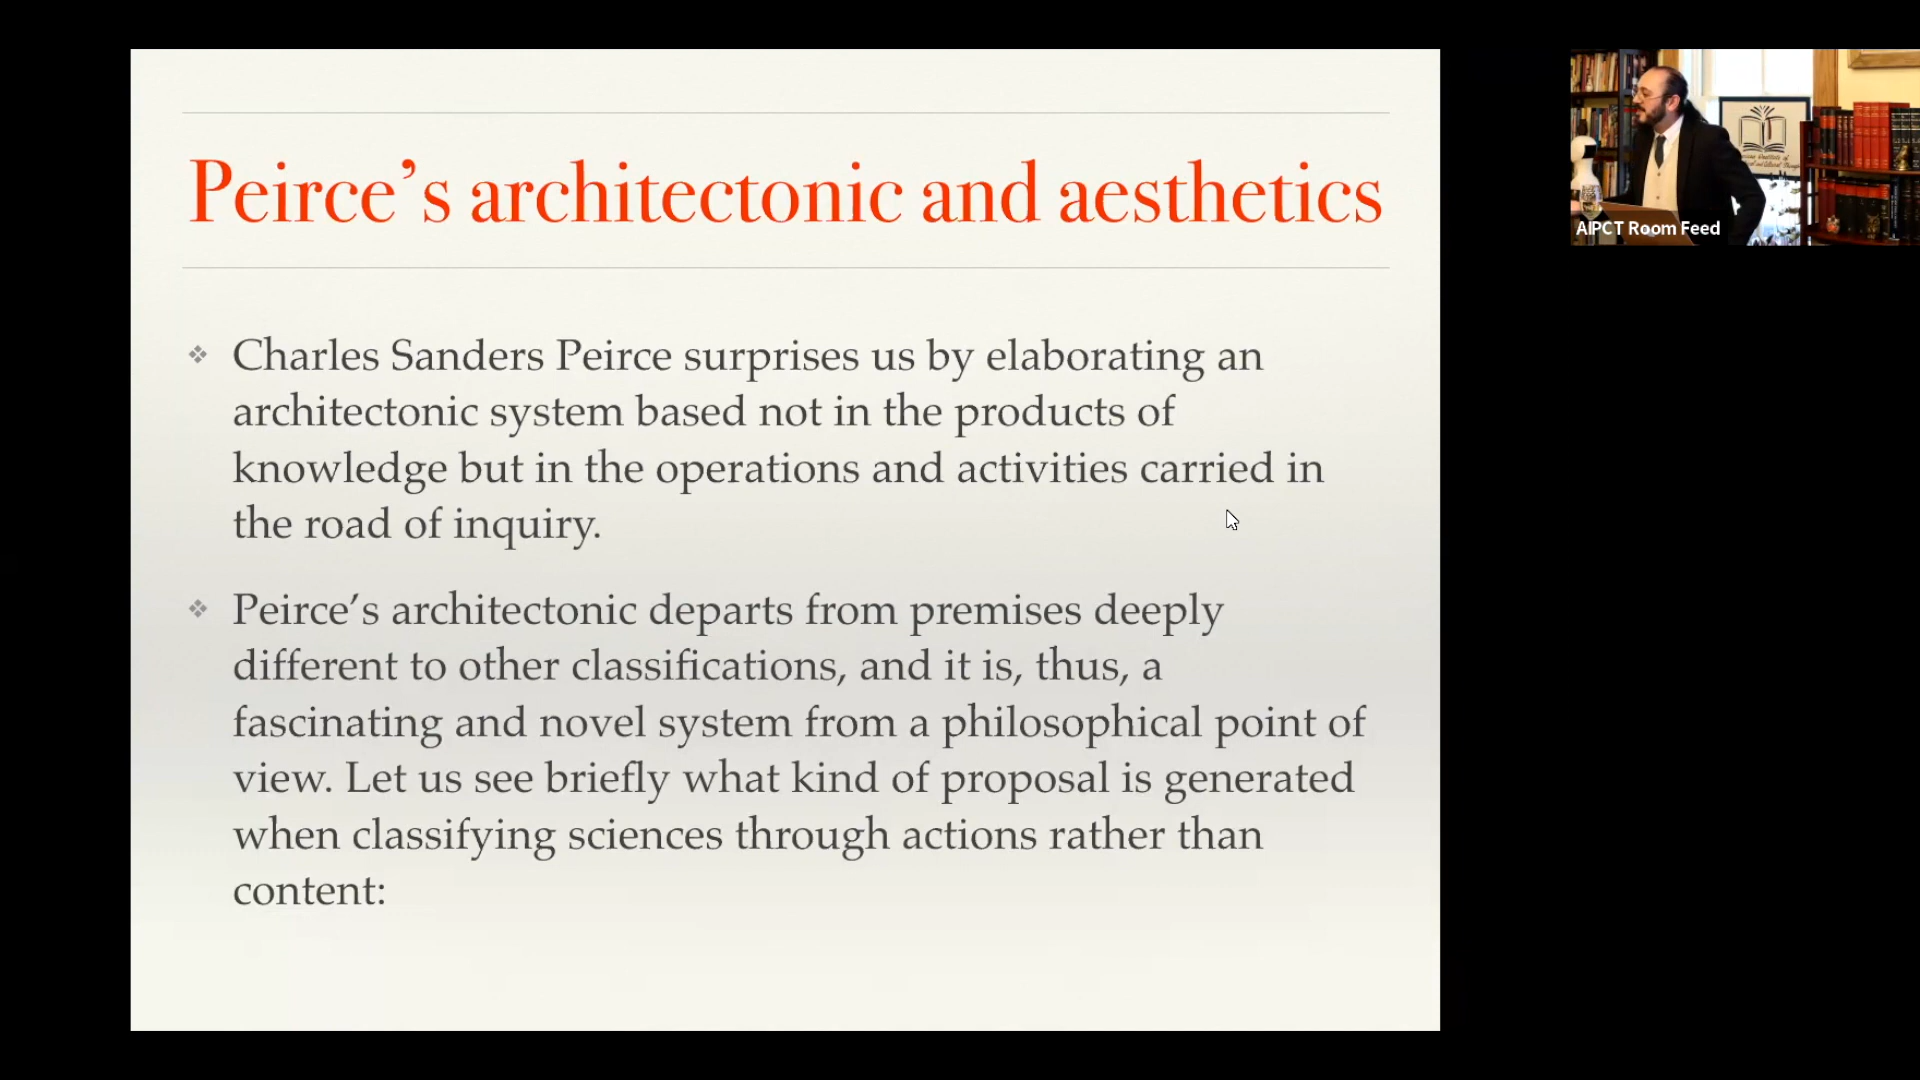 Peirce’s architectonic and aesthetics
Charles Sanders Peirce surprises us by elaborating an
architectonic system based not in the products of
knowledge but in the operations and activities carried in
the road of inquiry.
Peirce’s architectonic departs from premises deeply
different to other classifications, and it is, thus, a
fascinating and novel system from a philosophical point of
view. Let us see briefly what kind of proposal is generated
when classifying sciences through actions rather than
content:
AIPCT Room Feed